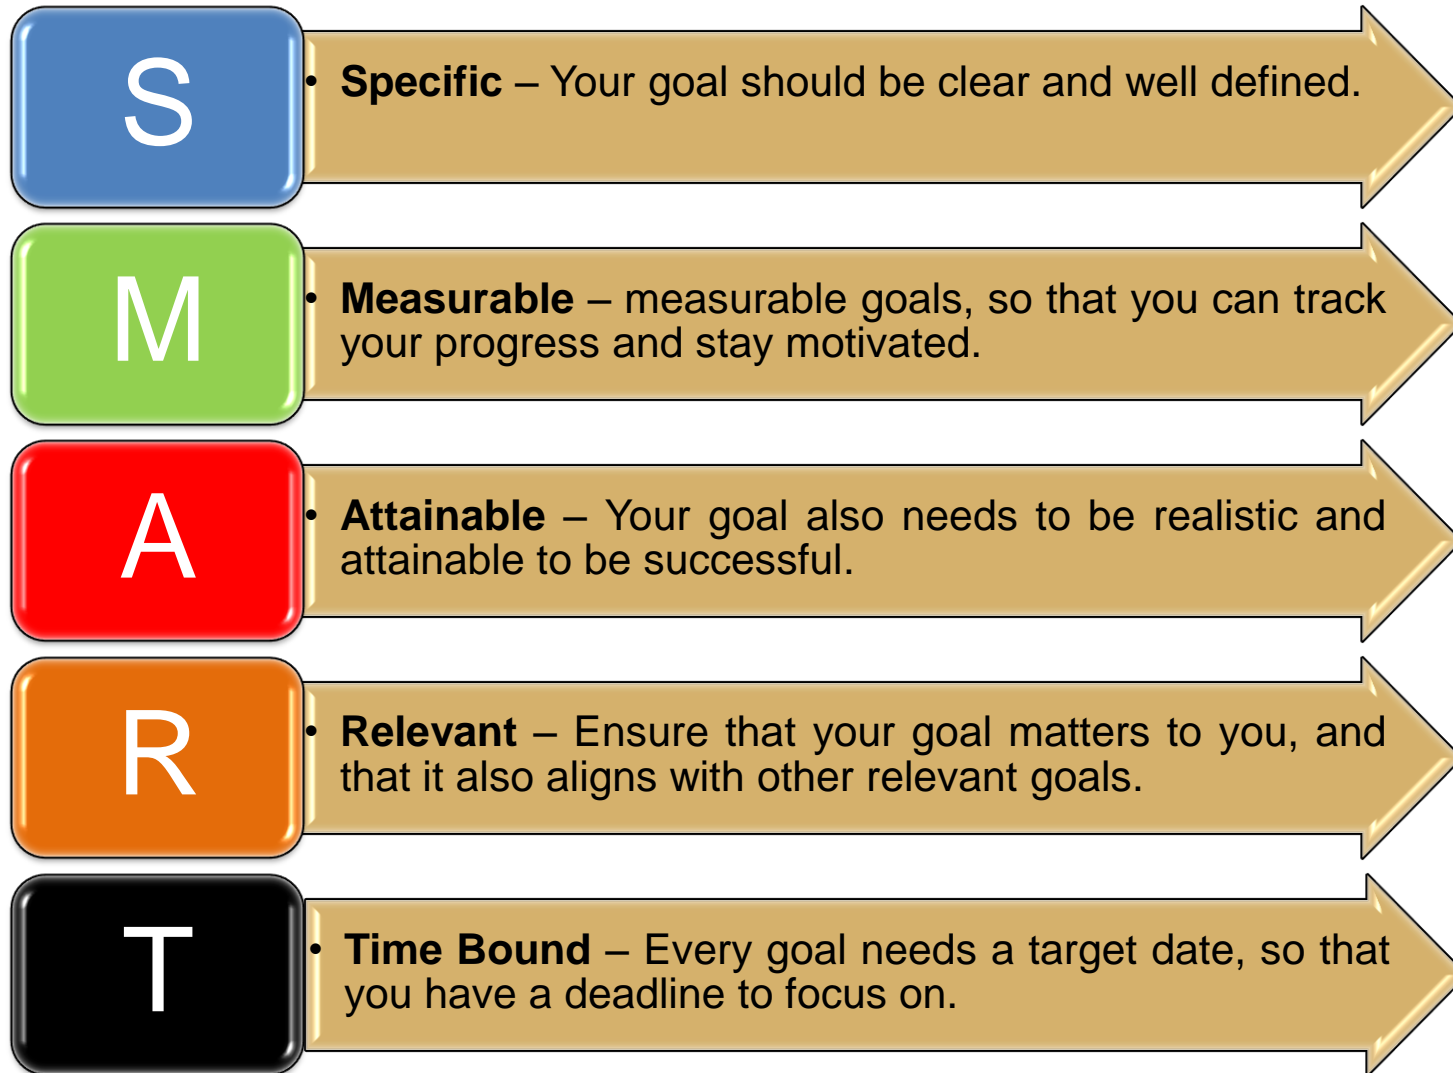 S
• Specific – Your goal should be clear and well defined.
M
• Measurable – measurable goals, so that you can track
your progress and stay motivated.
A
• Attainable – Your goal also needs to be realistic and
attainable to be successful.
R
• Relevant – Ensure that your goal matters to you, and
that it also aligns with other relevant goals.
T
• Time Bound – Every goal needs a target date, so that
you have a deadline to focus on.